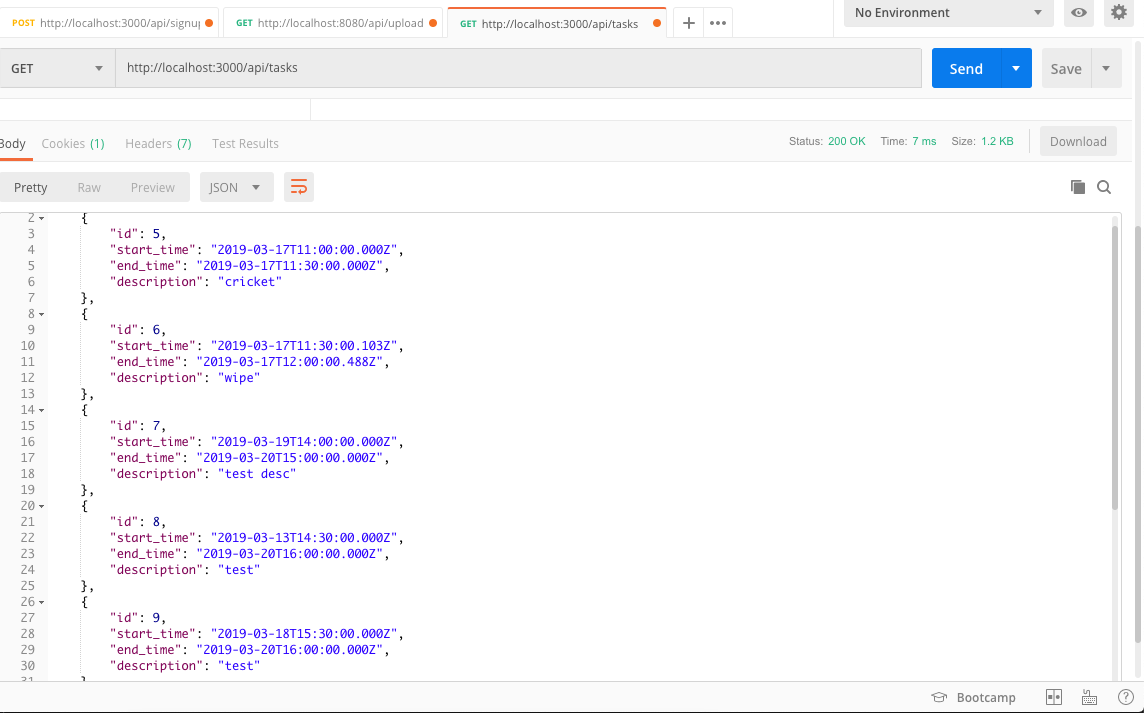 POST http://localhost:3000/api/signu
GET http://localhost:8080/api/upload
GET http://localhost:3000/api/tasks
No Environment
GET
http://localhost:3000/api/tasks
Send
Save
Body Cookies (1) Headers (7) Test Results
Status: 200 OK Time: 7 ms Size: 1.2 KB
Download
Pretty Raw Preview JSON
2 {
3 "id": 5,
4 "start_time": "2019-03-17T11:00:00.000Z",
5 "end_time": "2019-03-17T11:30:00.000Z",
6 "description": "cricket"
7 },
8 {
9 "id": 6,
10 "start_time": "2019-03-17T11:30:00.103Z",
11 "end_time": "2019-03-17T12:00:00.488Z",
12 "description": "wipe"
13 },
14 {
15 "id": 7,
16 "start_time": "2019-03-19T14:00:00.000Z",
17 "end_time": "2019-03-20T15:00:00.000Z",
18 "description": "test desc"
19 },
20 {
21 "id": 8,
22 "start_time": "2019-03-13T14:30:00.000Z",
23 "end_time": "2019-03-20T16:00:00.000Z",
24 "description": "test"
25 },
26 {
27 "id": 9,
28 "start_time": "2019-03-18T15:30:00.000Z",
29 "end_time": "2019-03-20T16:00:00.000Z",
30 "description": "test"
Bootcamp